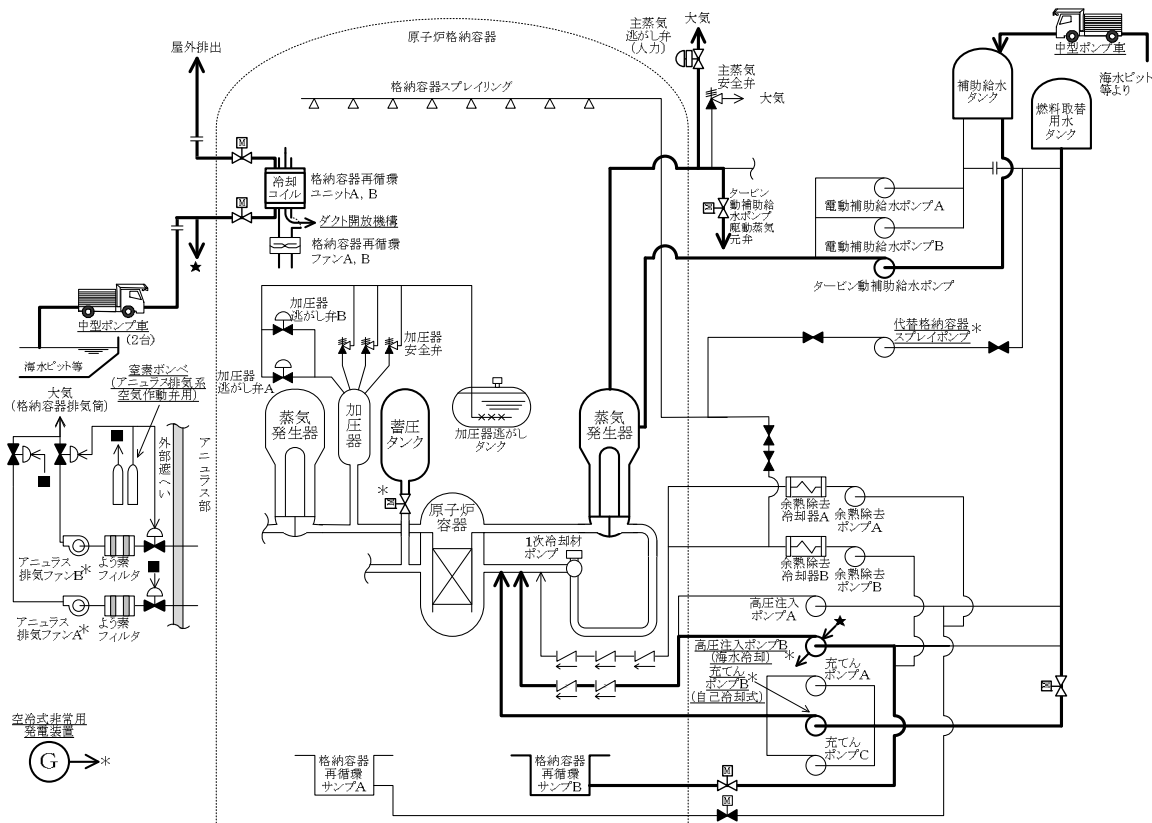 大気
主蒸気
逃がし弁
(人力)
原子炉格納容器
屋外排出
中型ポンプ車
海水ピット
等より
主蒸気
安全弁
大気
補助給水
タンク
燃料取替
用水
タンク
格納容器スプレイリング
M
冷却
コイル
格納容器再循環
ユニットA, B
M
ダクト開放機構
格納容器再循環
ファンA, B
★
M
タービン
動補助給
水ポンプ
駆動蒸気
元弁
電動補助給水ポンプA
電動補助給水ポンプB
タービン動補助給水ポンプ
中型ポンプ車
(2台)
海水ピット等
加圧器
逃がし弁B
加圧器
安全弁
加圧器
逃がし弁A
代替格納容器
スプレイポンプ*
窒素ボンベ
(アニュラス排気系
空気作動弁用)
大気
(格納容器排気筒)
蒸気
発生器
加
圧
器
蓄圧
タンク
加圧器逃がし
タンク
蒸気
発生器
外部遮へい
アニュラス部
*
M
原子炉
容器
1次冷却材
ポンプ
余熱除去
冷却器A
余熱除去
ポンプA
余熱除去
冷却器B
余熱除去
ポンプB
アニュラス
排気ファンB*
よう素
フィルタ
アニュラス
排気ファンA*
よう素
フィルタ
高圧注入
ポンプA
★
高圧注入ポンプB
(海水冷却)*
充てん
ポンプB*
(自己冷却式)
充てん
ポンプA
M
充てん
ポンプC
空冷式非常用
発電装置
G
*
格納容器
再循環
サンプA
格納容器
再循環
サンプB
M
M